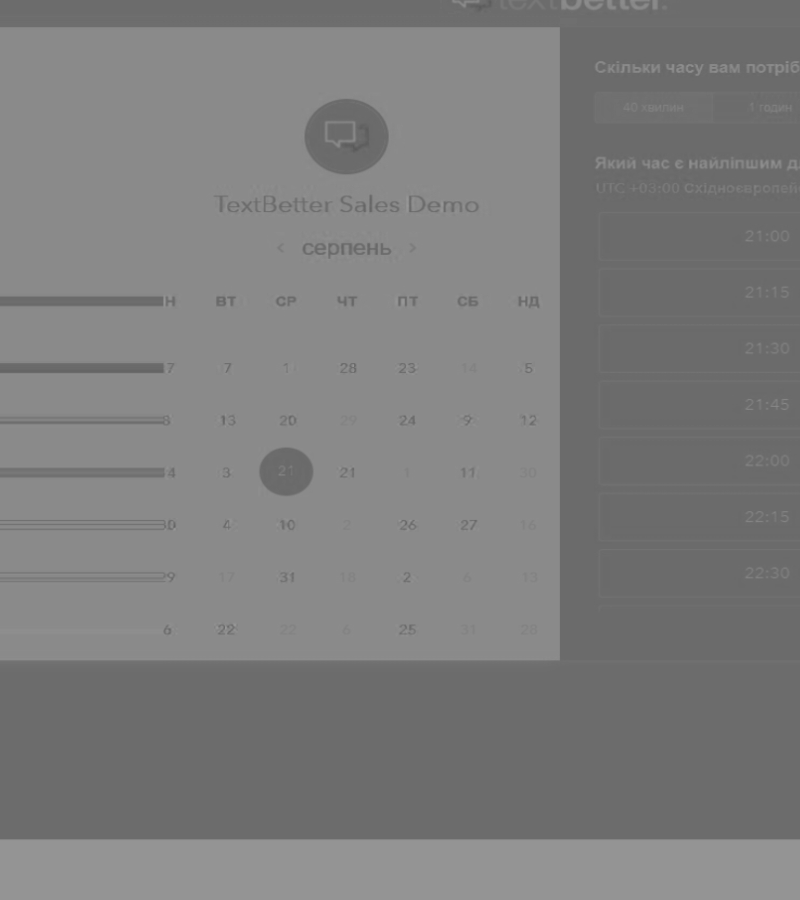 textbetter.
TextBetter Sales Demo
< серпень >
Н ВТ СР ЧТ ПТ СБ НД
7 7 1 28 23 14 5
8 13 20 29 24 9 12
4 3 21 21 1 11 30
0 4 10 2 26 27 16
29 17 31 18 2 6 13
6 22 22 6 25 31 28
Скільки часу вам потріб
40 хвилин 1 годин
Який час є найліпшим д
UTC +03:00 Східноєвропей
21:00
21:15
21:30
21:45
22:00
22:15
22:30